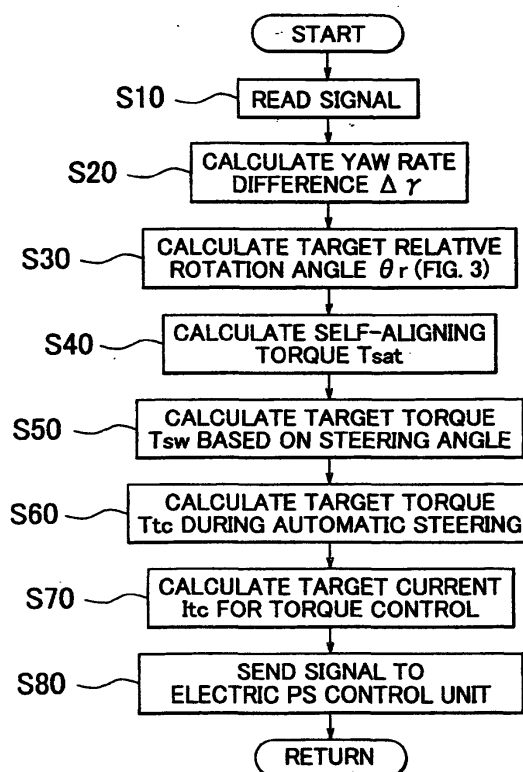 START
S10
READ SIGNAL
S20
CALCULATE YAW RATE
DIFFERENCE Δ γ
S30
CALCULATE TARGET RELATIVE
ROTATION ANGLE θ r (FIG. 3)
S40
CALCULATE SELF-ALIGNING
TORQUE Tsat
S50
CALCULATE TARGET TORQUE
Tsw BASED ON STEERING ANGLE
S60
CALCULATE TARGET TORQUE
Ttc DURING AUTOMATIC STEERING
S70
CALCULATE TARGET CURRENT
Itc FOR TORQUE CONTROL
S80
SEND SIGNAL TO
ELECTRIC PS CONTROL UNIT
RETURN